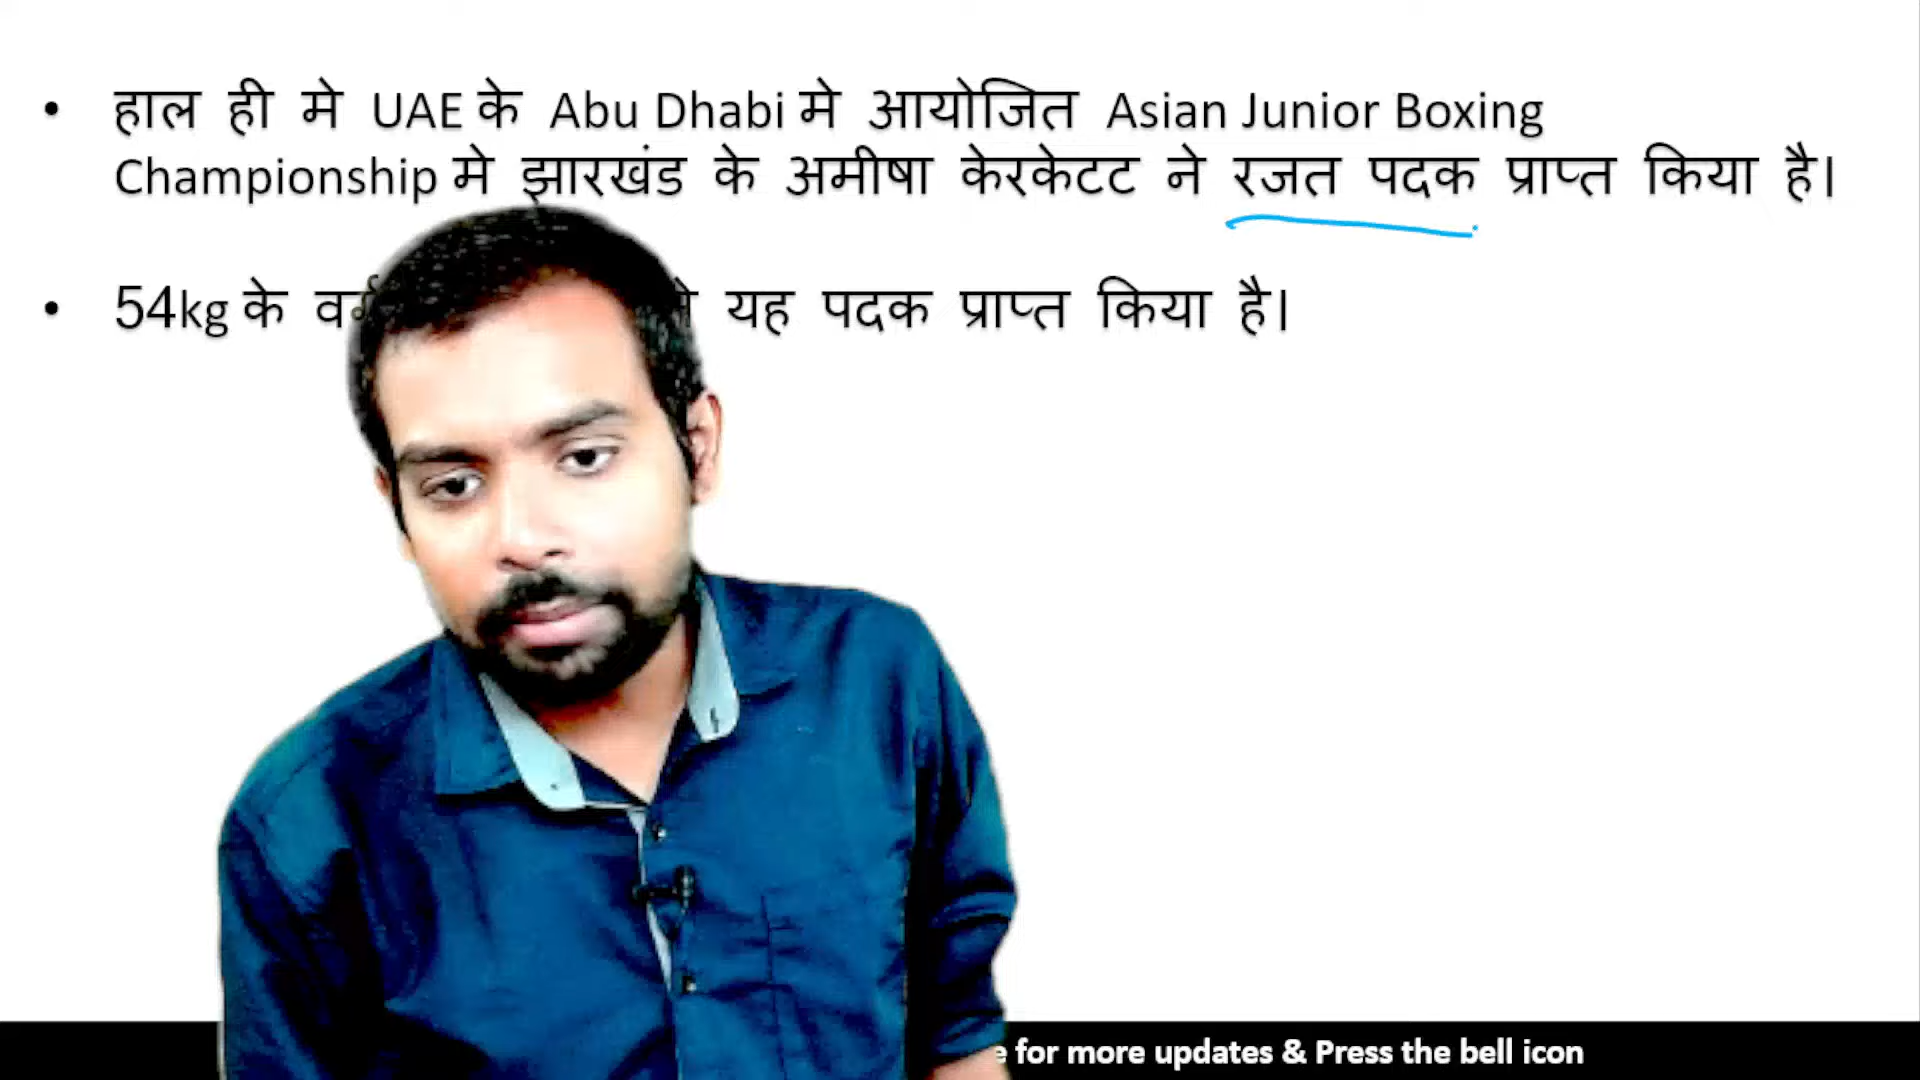 • हाल ही मे UAE के Abu Dhabi मे आयोजित Asian Junior Boxing
Championship मे झारखंड के अमीषा केरकेटट ने रजत पदक प्राप्त किया है।
• 54kg के यह पदक प्राप्त किया है।
for more updates & Press the bell icon